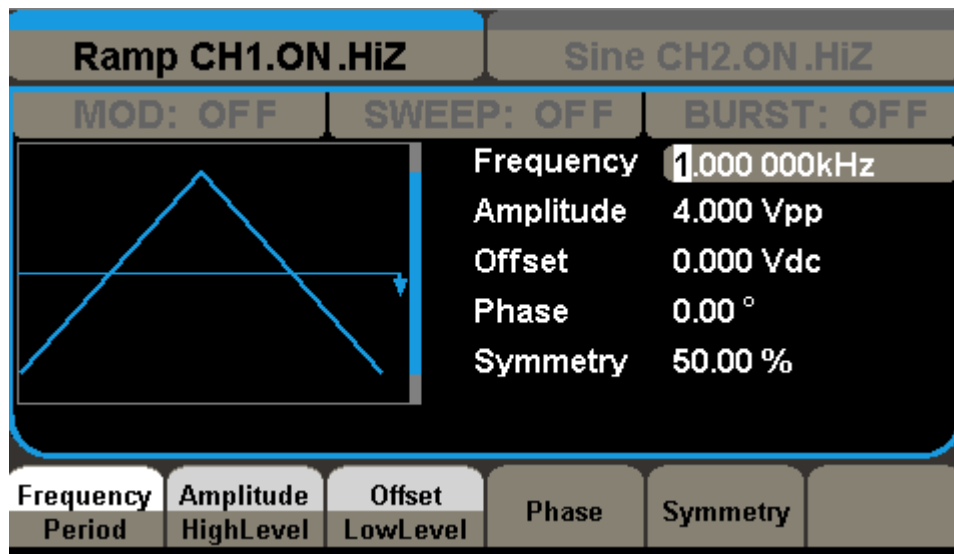 Ramp CH1.ON.HiZ
Sine CH2.ON.HiZ
MOD: OFF
SWEEP: OFF
BURST: OFF
Frequency 1.000 000kHz
Amplitude 4.000 Vpp
Offset 0.000 Vdc
Phase 0.00 °
Symmetry 50.00 %
Frequency
Period
Amplitude
HighLevel
Offset
LowLevel
Phase
Symmetry